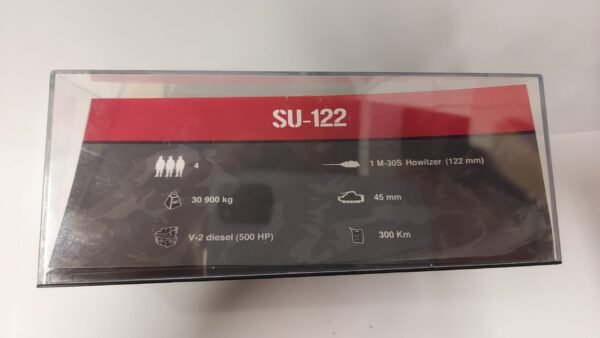 SU-122
4
1 M-30S Howitzer (122 mm)
30 900 kg
45 mm
V-2 diesel (500 HP)
300 Km